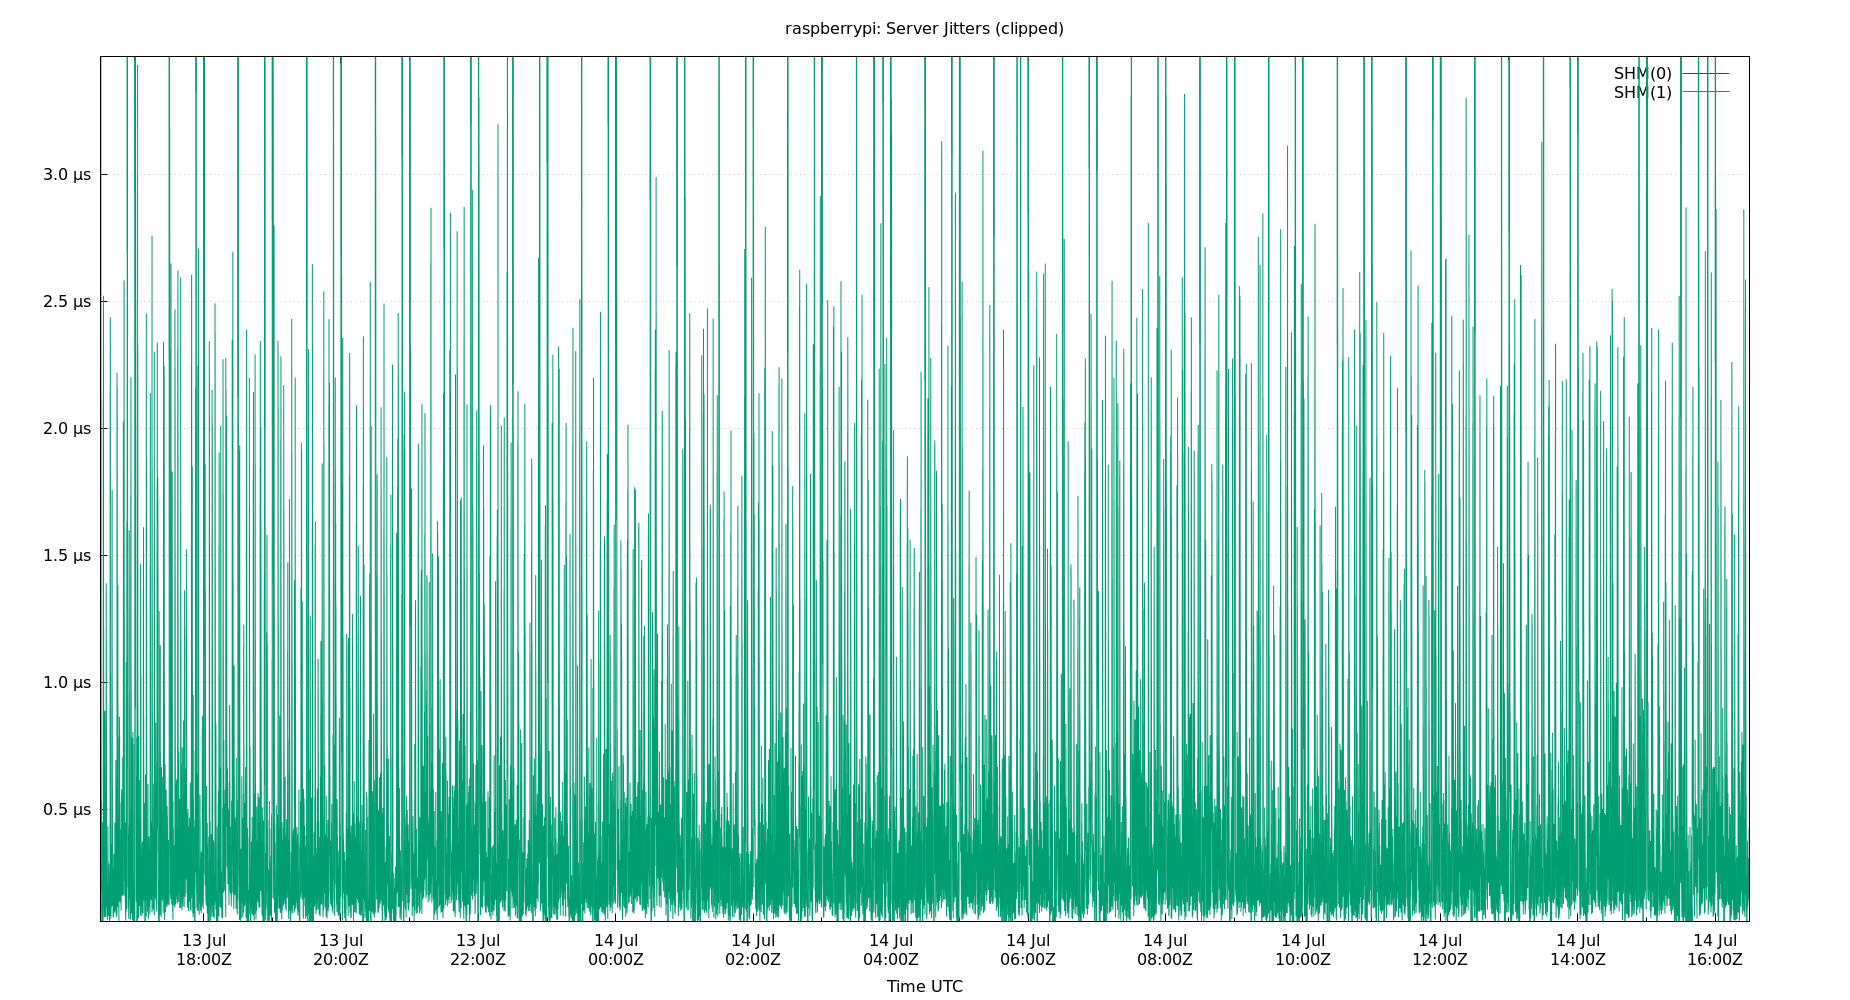 raspberrypi: Server Jitters (clipped)
SHM(0)
SHM(1)
3.0 µs
2.5 µs
2.0 µs
1.5 µs
1.0 µs
0.5 µs
13 Jul 13 Jul 13 Jul 14 Jul 14 Jul 14 Jul 14 Jul 14 Jul 14 Jul 14 Jul 14 Jul 14 Jul
18:00Z 20:00Z 22:00Z 00:00Z 02:00Z 04:00Z 06:00Z 08:00Z 10:00Z 12:00Z 14:00Z 16:00Z
Time UTC